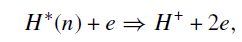 H*(n) + e ⇒ H⁺ + 2e,